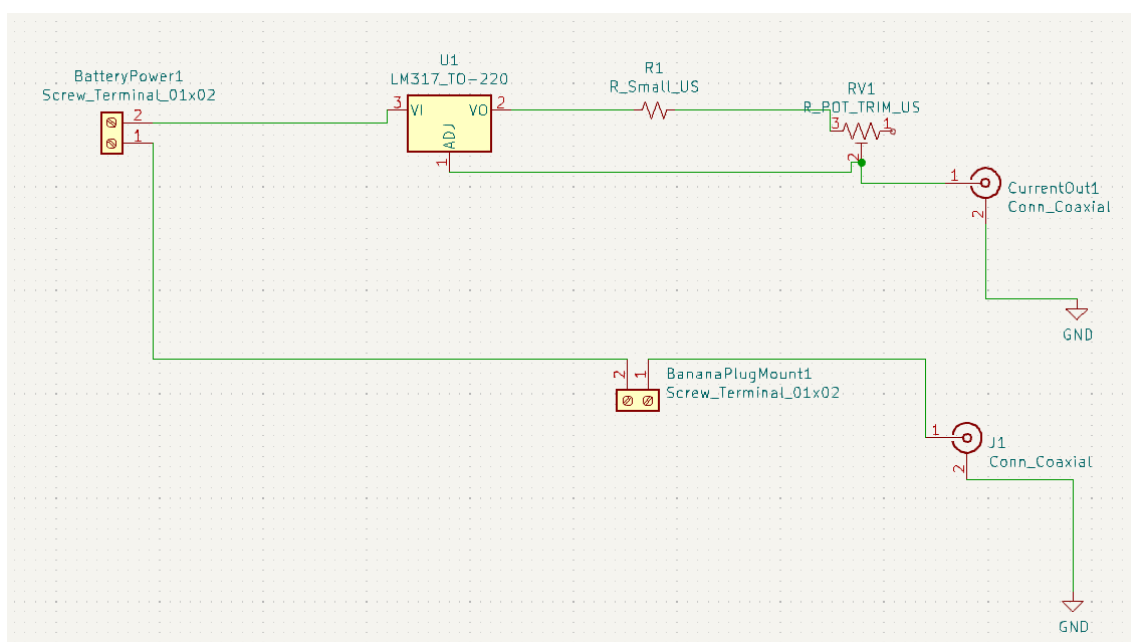 BatteryPower1
Screw_Terminal_01x02
2
1
U1
LM317_TO-220
3
VI
VO
2
ADJ
1
R1
R_Small_US
RV1
R_POT_TRIM_US
3
1
2
1
2
CurrentOut1
Conn_Coaxial
GND
2
1
BananaPlugMount1
Screw_Terminal_01x02
1
2
J1
Conn_Coaxial
GND